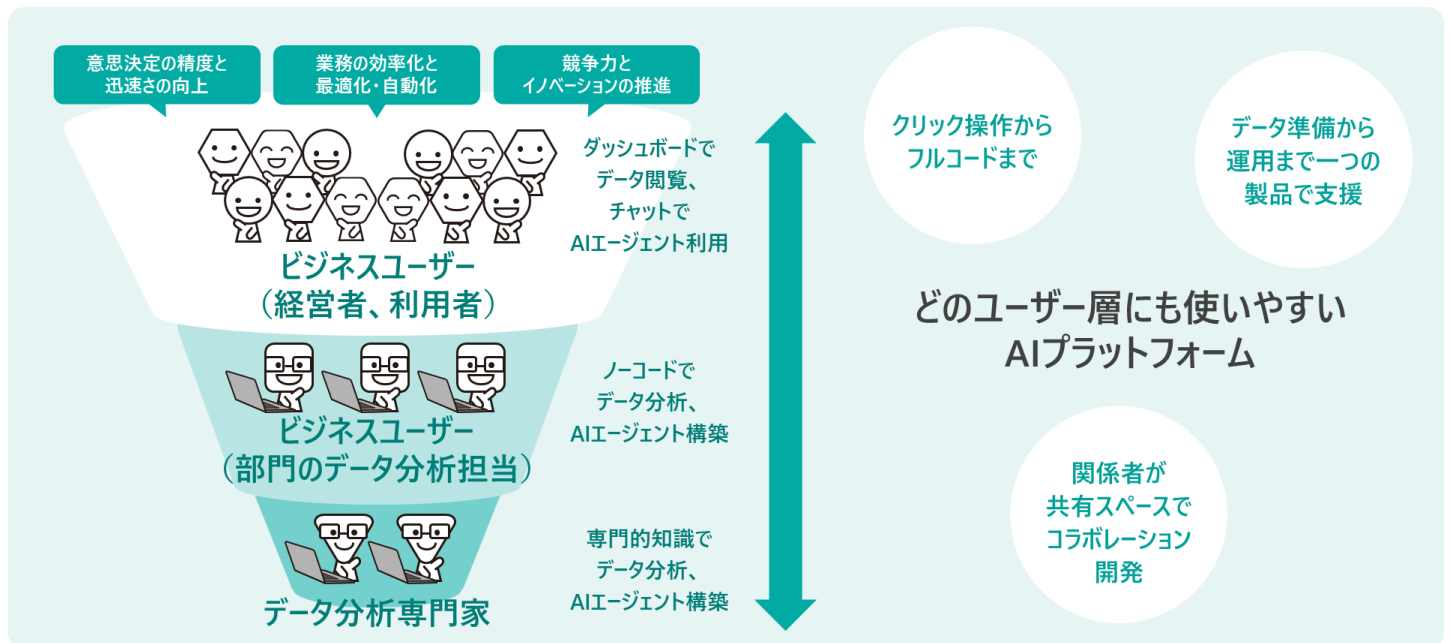 意思決定の精度と
迅速さの向上
業務の効率化と
最適化・自動化
競争力と
イノベーションの推進
ダッシュボードで
データ閲覧、
チャットで
AIエージェント利用
ビジネスユーザー
（経営者、利用者）
ノーコードで
データ分析、
AIエージェント構築
ビジネスユーザー
（部門のデータ分析担当）
専門的知識で
データ分析、
AIエージェント構築
データ分析専門家
クリック操作から
フルコードまで
データ準備から
運用まで一つの
製品で支援
どのユーザー層にも使いやすい
AIプラットフォーム
関係者が
共有スペースで
コラボレーション
開発